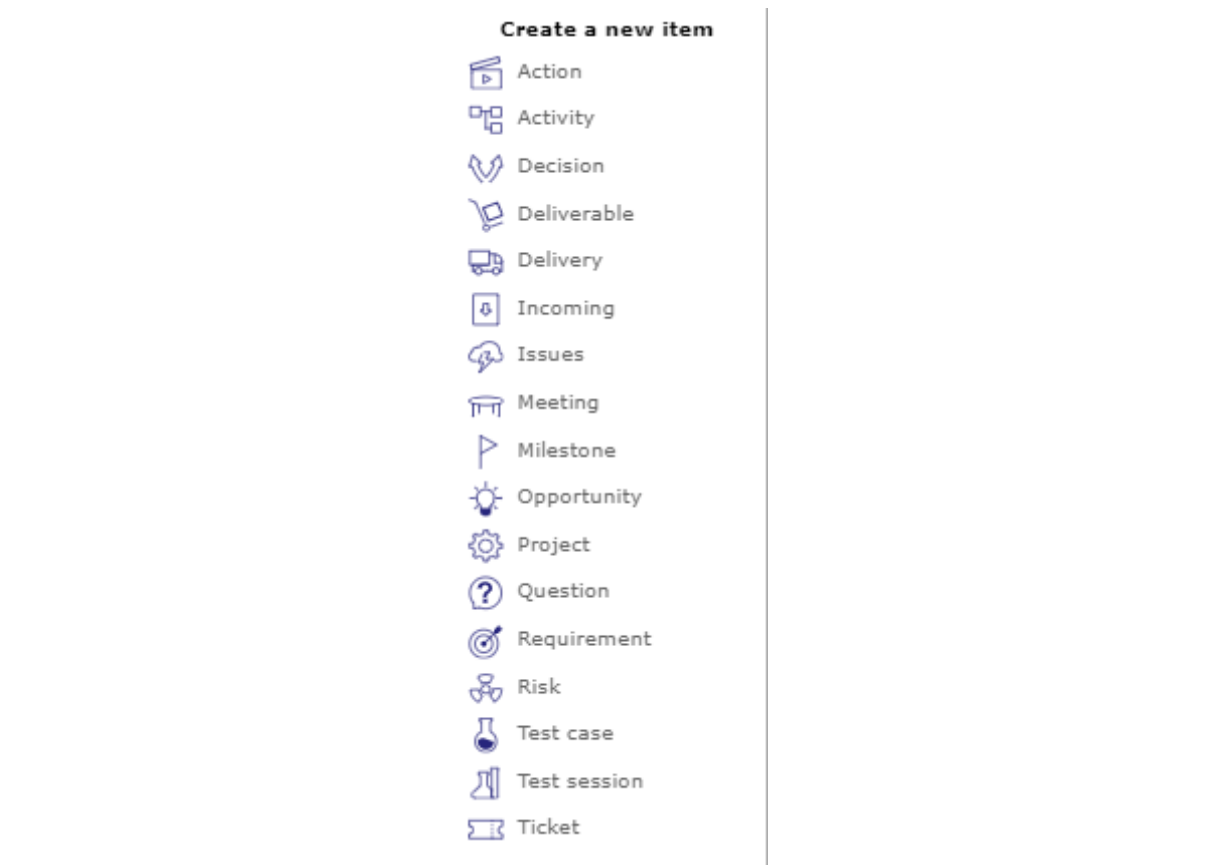 Create a new item
Action
Activity
Decision
Deliverable
Delivery
Incoming
Issues
Meeting
Milestone
Opportunity
Project
Question
Requirement
Risk
Test case
Test session
Ticket